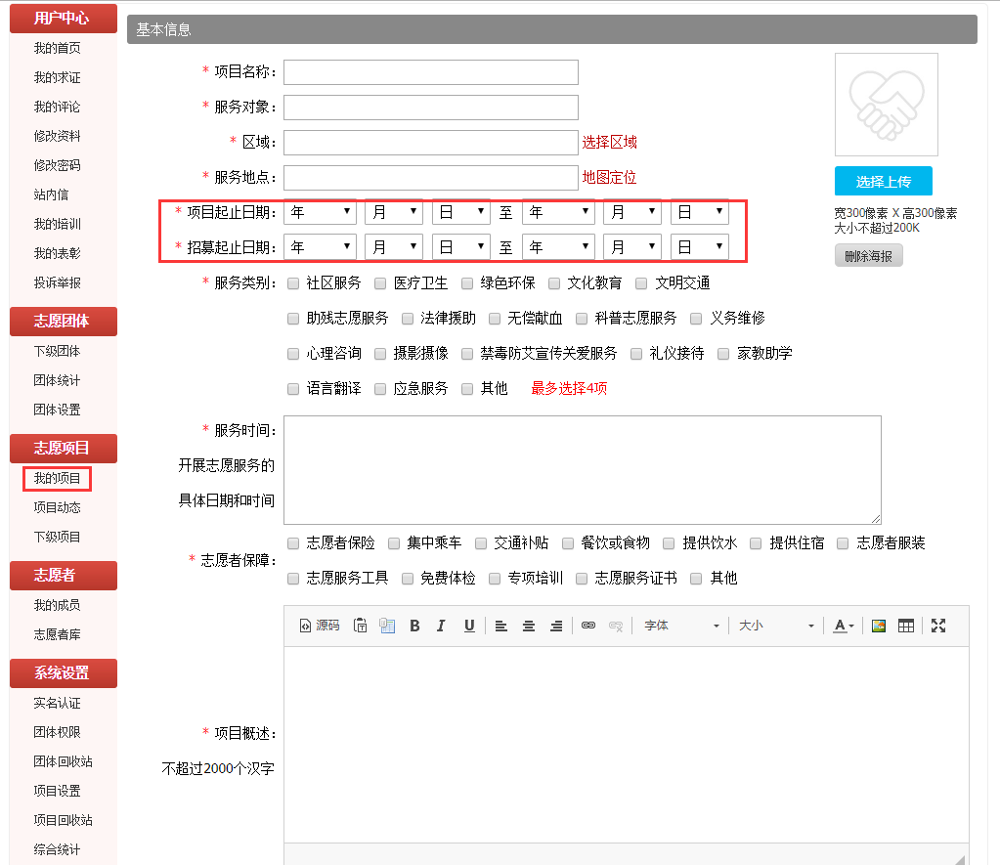 用户中心
我的首页
我的求证
我的评论
修改资料
修改密码
站内信
我的培训
我的表彰
投诉举报
志愿团体
下级团体
团体统计
团体设置
志愿项目
我的项目
项目动态
下级项目
志愿者
我的成员
志愿者库
系统设置
实名认证
团体权限
团体回收站
项目设置
项目回收站
综合统计
基本信息
* 项目名称：
* 服务对象：
* 区域： 选择区域
* 服务地点： 地图定位
* 项目起止日期： 年 月 日 至 年 月 日
* 招募起止日期： 年 月 日 至 年 月 日
* 服务类别： 社区服务 医疗卫生 绿色环保 文化教育 文明交通
助残志愿服务 法律援助 无偿献血 科普志愿服务 义务维修
心理咨询 摄影摄像 禁毒防艾宣传关爱服务 礼仪接待 家教助学
语言翻译 应急服务 其他 最多选择4项
* 服务时间：
开展志愿服务的
具体日期和时间
* 志愿者保障： 志愿者保险 集中乘车 交通补贴 餐饮或食物 提供饮水 提供住宿 志愿者服装
志愿服务工具 免费体检 专项培训 志愿服务证书 其他
源码 B I U 字体 大小 A
* 项目概述：
不超过2000个汉字
选择上传
宽300像素 X 高300像素
大小不超过200K
删除海报